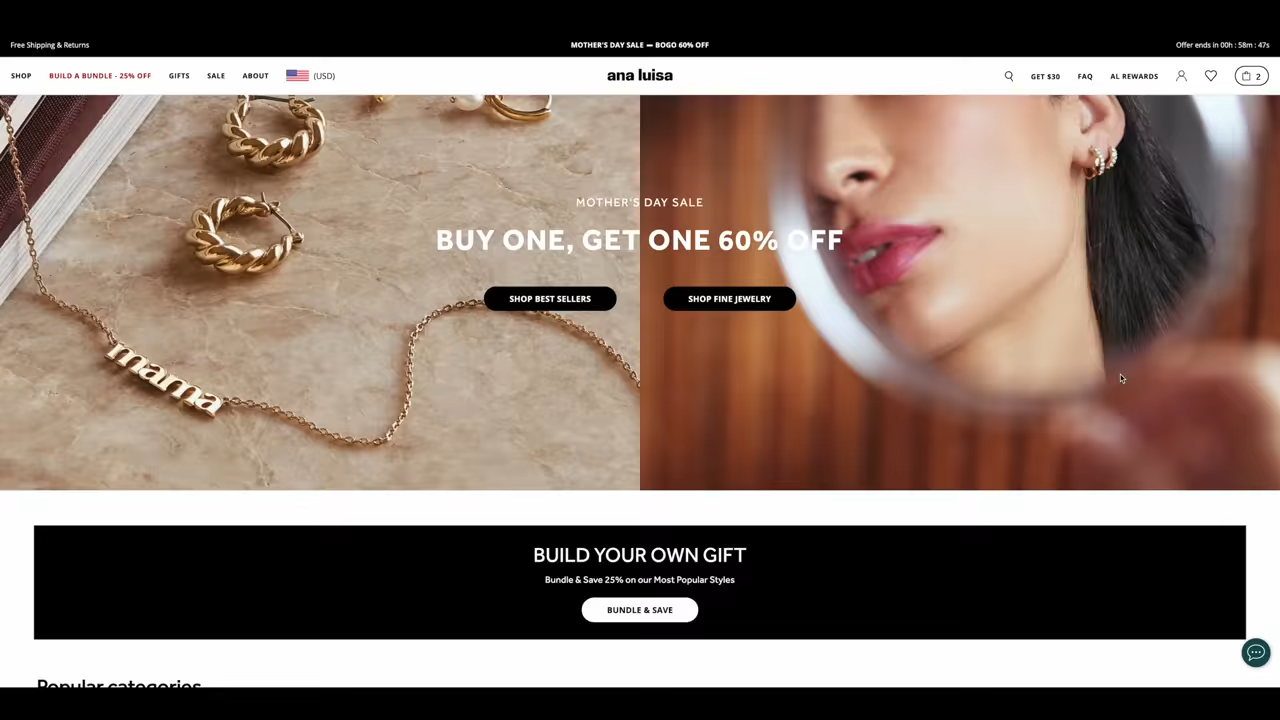 Free Shipping & Returns
MOTHER'S DAY SALE — BOGO 60% OFF
Offer ends in 00h : 58m : 47s
SHOP
BUILD A BUNDLE - 25% OFF
GIFTS
SALE
ABOUT
(USD)
ana luisa
GET $30
FAQ
AL REWARDS
2
MOTHER'S DAY SALE
BUY ONE, GET ONE 60% OFF
SHOP BEST SELLERS
SHOP FINE JEWELRY
mama
BUILD YOUR OWN GIFT
Bundle & Save 25% on our Most Popular Styles
BUNDLE & SAVE
Popular categories